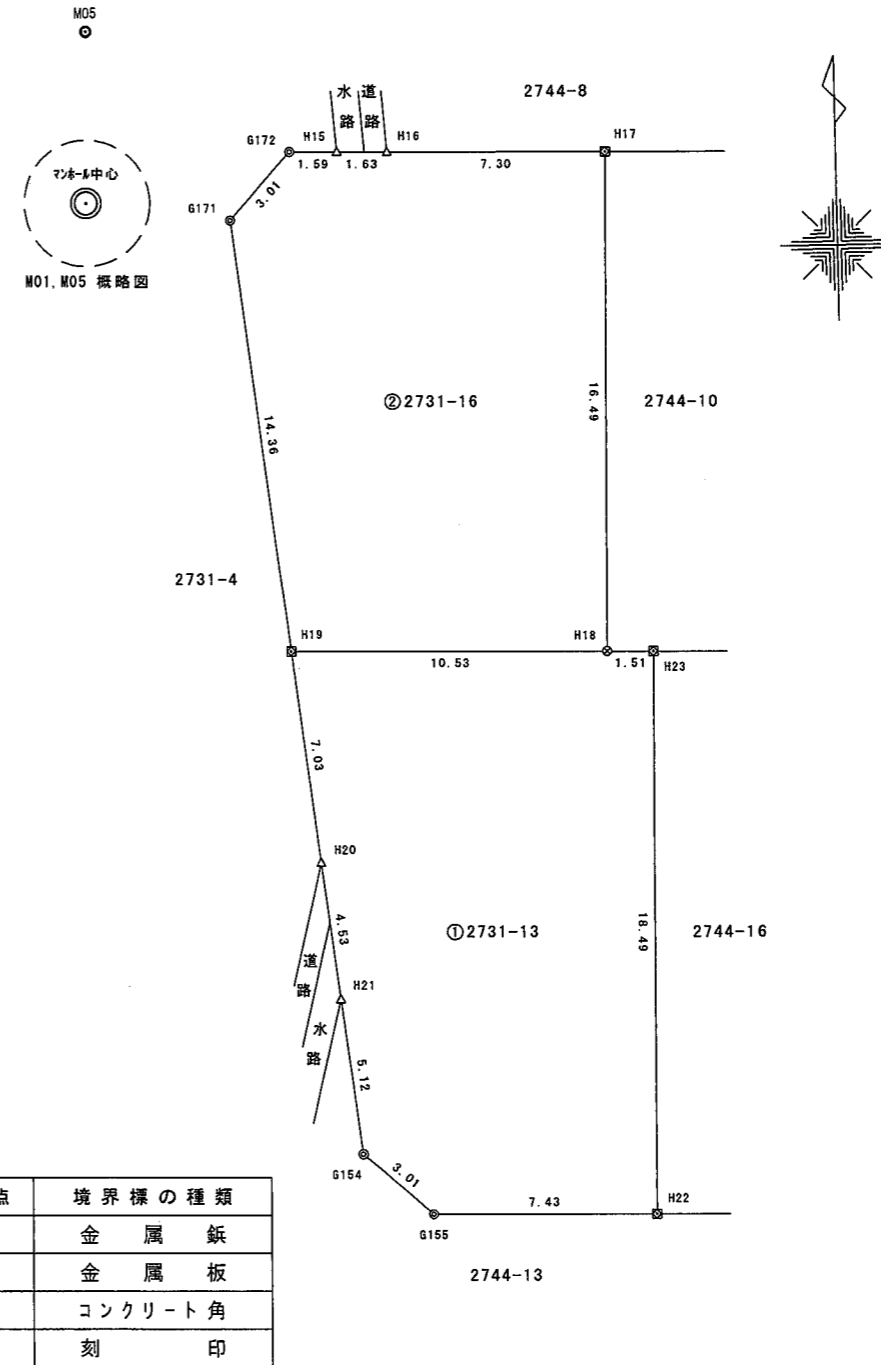 M05
2744-8
水 道
路 路
G172
H15
H16
H17
1.59
1.63
7.30
マンホール中心
3.01
G171
M01, M05 概略図
②2731-16
16.49
2744-10
14.36
2731-4
H19
H18
10.53
1.51
H23
7.03
H20
4.53
①2731-13
18.49
2744-16
道
路
H21
水
路
5.12
G154
3.01
7.43
H22
G155
2744-13
点
境界標の種類
金属鋲
金属板
コンクリート角
刻印